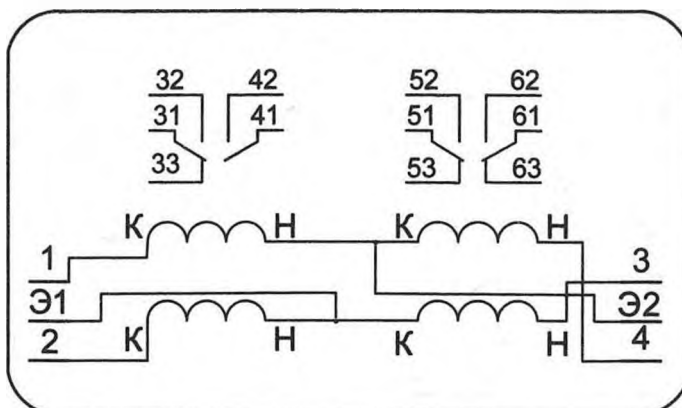 32 42 52 62
31 41 51 61
33 53 63
К Н К Н
1 3
Э1 Э2
2 К Н К Н 4